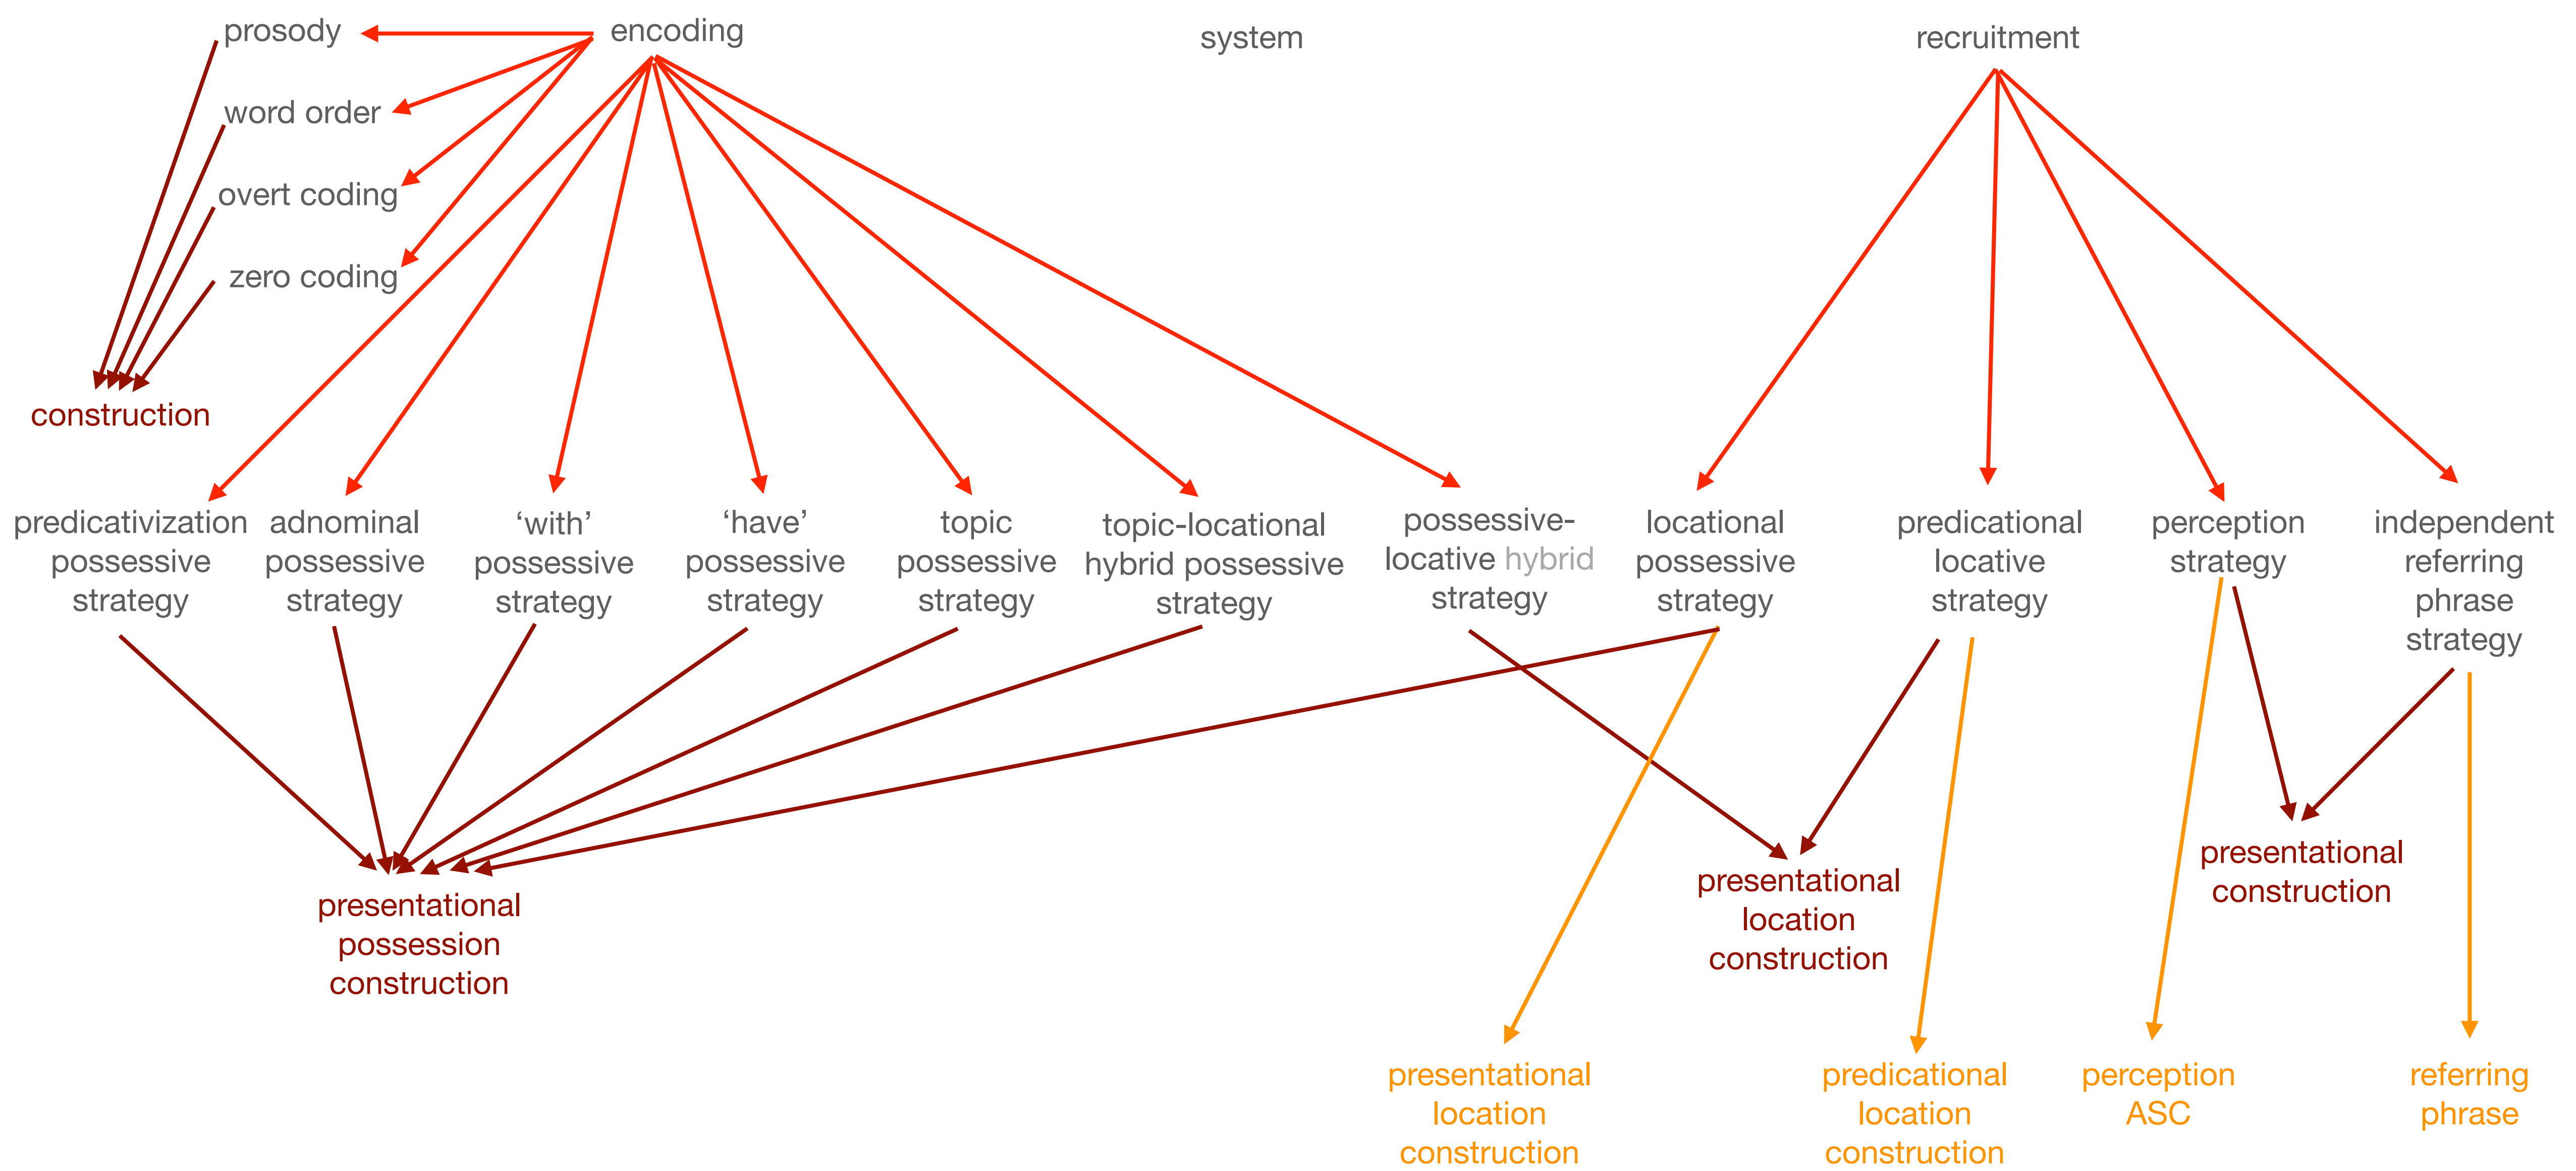 prosody
encoding
system
recruitment
word order
overt coding
zero coding
construction
predicativization
possessive
strategy
adnominal
possessive
strategy
‘with’
possessive
strategy
‘have’
possessive
strategy
topic
possessive
strategy
topic-locational
hybrid possessive
strategy
possessive-
locative hybrid
strategy
locational
possessive
strategy
predicational
locative
strategy
perception
strategy
independent
referring
phrase
strategy
presentational
possession
construction
presentational
location
construction
presentational
construction
presentational
location
construction
predicational
location
construction
perception
ASC
referring
phrase